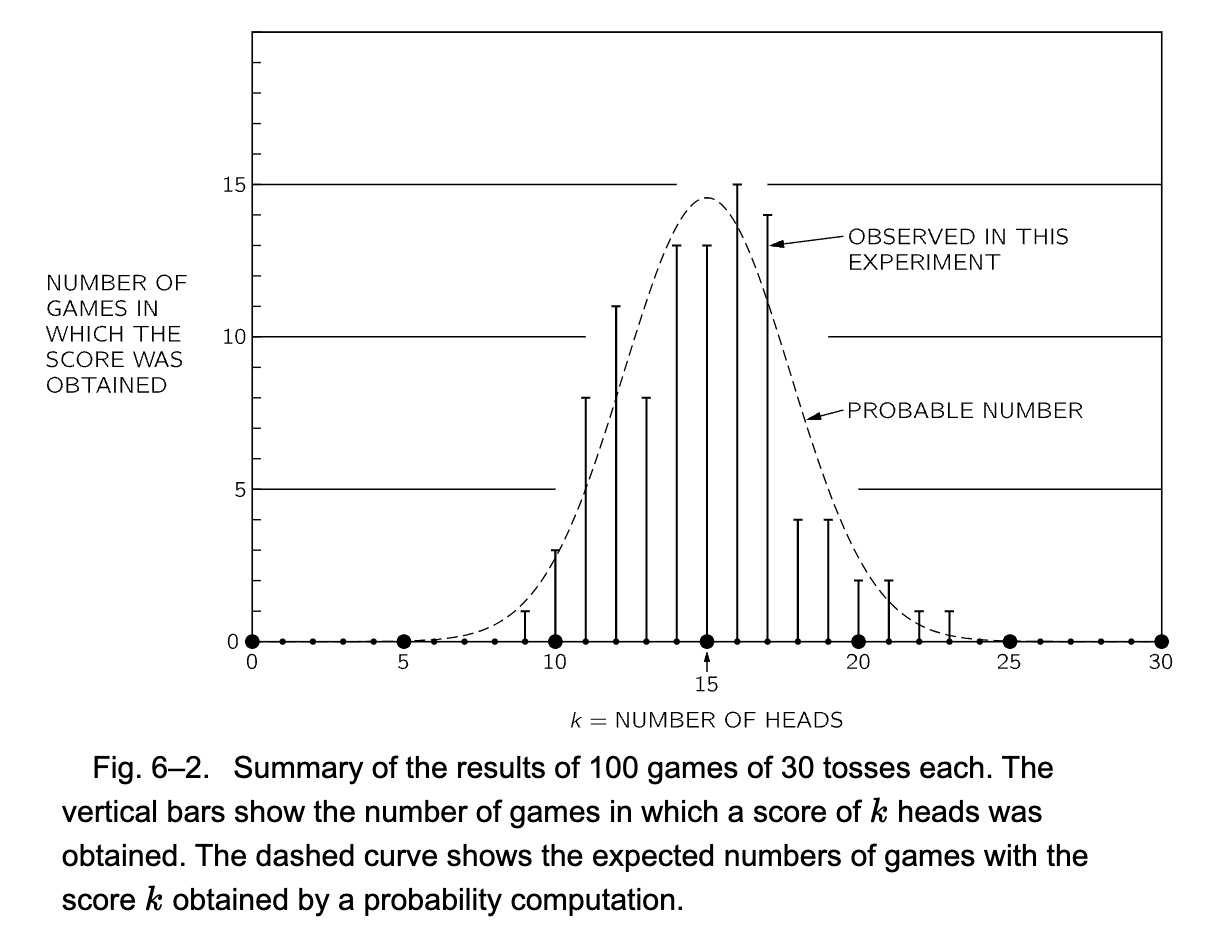 15
10
5
0
NUMBER OF
GAMES IN
WHICH THE
SCORE WAS
OBTAINED
OBSERVED IN THIS
EXPERIMENT
PROBABLE NUMBER
0 5 10 20 25 30
15
k = NUMBER OF HEADS
Fig. 6–2. Summary of the results of 100 games of 30 tosses each. The
vertical bars show the number of games in which a score of k heads was
obtained. The dashed curve shows the expected numbers of games with the
score k obtained by a probability computation.